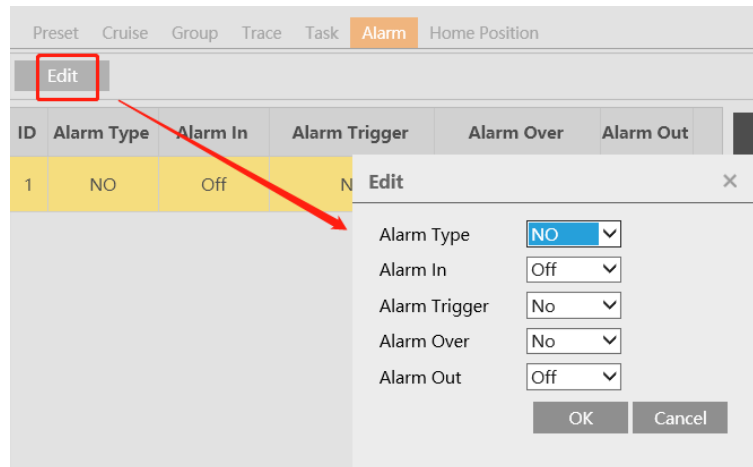 Preset Cruise Group Trace Task Alarm Home Position
Edit
ID Alarm Type Alarm In Alarm Trigger Alarm Over Alarm Out
1 NO Off N
Edit ×
Alarm Type NO
Alarm In Off
Alarm Trigger No
Alarm Over No
Alarm Out Off
OK Cancel